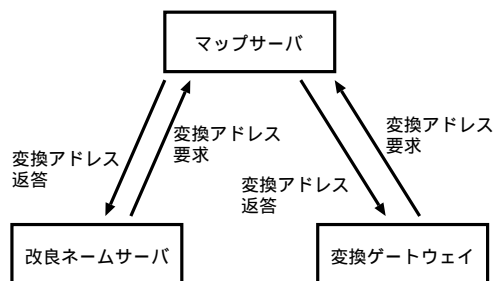 マップサーバ
変換アドレス
返答
変換アドレス
要求
変換アドレス
返答
変換アドレス
要求
改良ネームサーバ
変換ゲートウェイ